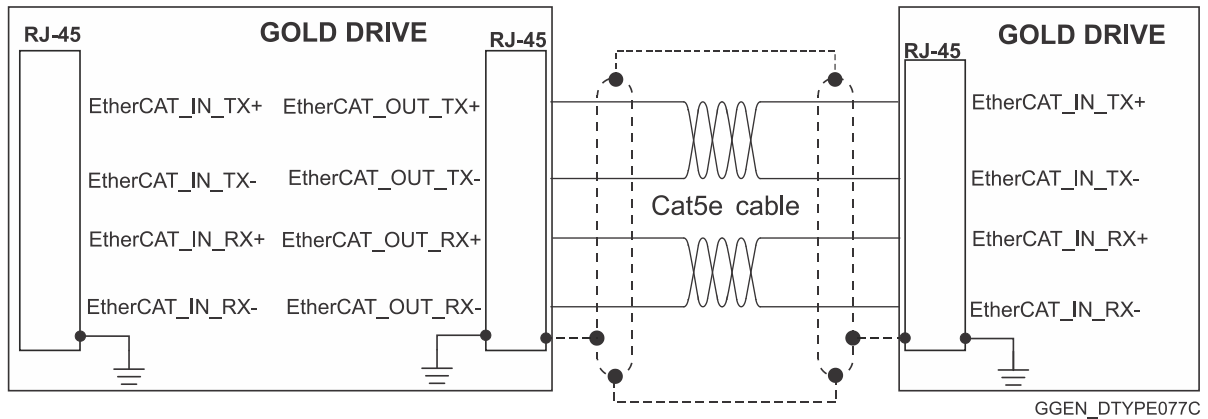 RJ-45
GOLD DRIVE
RJ-45
EtherCAT_IN_TX+
EtherCAT_OUT_TX+
EtherCAT_IN_TX-
EtherCAT_OUT_TX-
EtherCAT_IN_RX+
EtherCAT_OUT_RX+
EtherCAT_IN_RX-
EtherCAT_OUT_RX-
Cat5e cable
GOLD DRIVE
RJ-45
EtherCAT_IN_TX+
EtherCAT_IN_TX-
EtherCAT_IN_RX+
EtherCAT_IN_RX-
GGEN_DTYPE077C